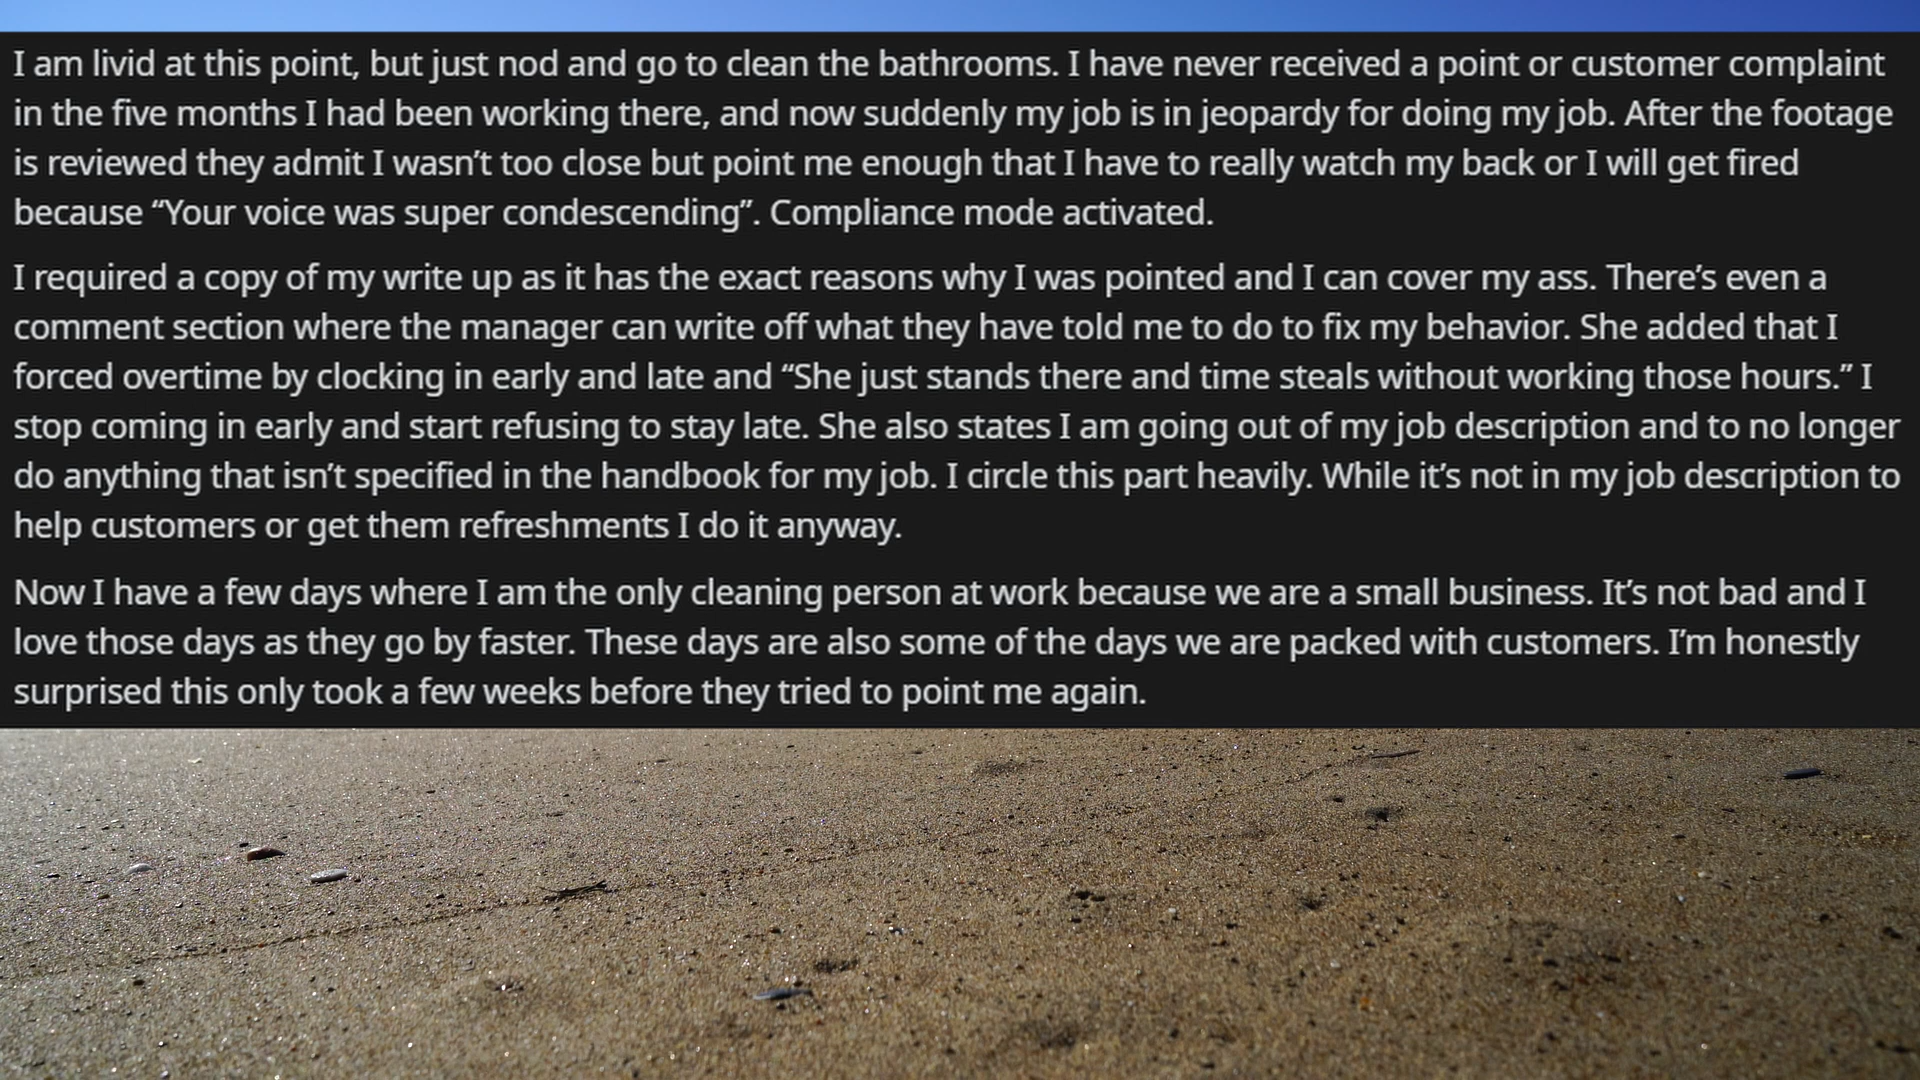 I am livid at this point, but just nod and go to clean the bathrooms. I have never received a point or customer complaint
in the five months I had been working there, and now suddenly my job is in jeopardy for doing my job. After the footage
is reviewed they admit I wasn’t too close but point me enough that I have to really watch my back or I will get fired
because “Your voice was super condescending”. Compliance mode activated.
I required a copy of my write up as it has the exact reasons why I was pointed and I can cover my ass. There’s even a
comment section where the manager can write off what they have told me to do to fix my behavior. She added that I
forced overtime by clocking in early and late and “She just stands there and time steals without working those hours.” I
stop coming in early and start refusing to stay late. She also states I am going out of my job description and to no longer
do anything that isn’t specified in the handbook for my job. I circle this part heavily. While it’s not in my job description to
help customers or get them refreshments I do it anyway.
Now I have a few days where I am the only cleaning person at work because we are a small business. It’s not bad and I
love those days as they go by faster. These days are also some of the days we are packed with customers. I’m honestly
surprised this only took a few weeks before they tried to point me again.